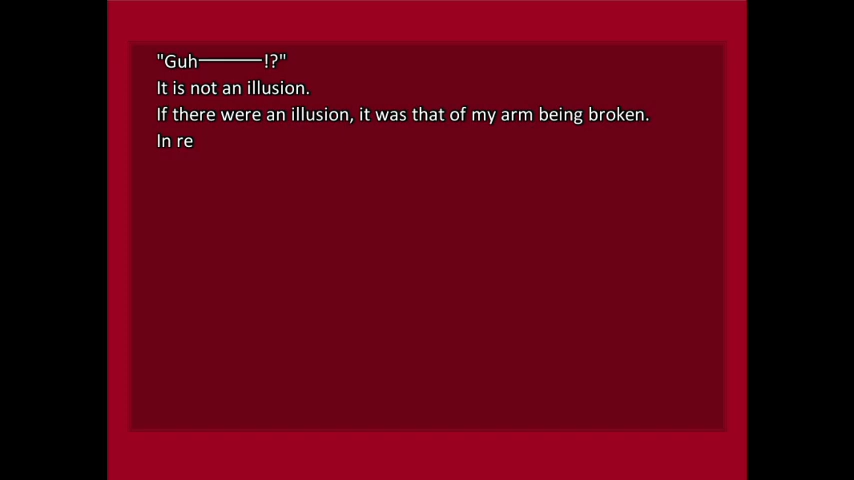 "Guh─────!?"
It is not an illusion.
If there were an illusion, it was that of my arm being broken.
In re